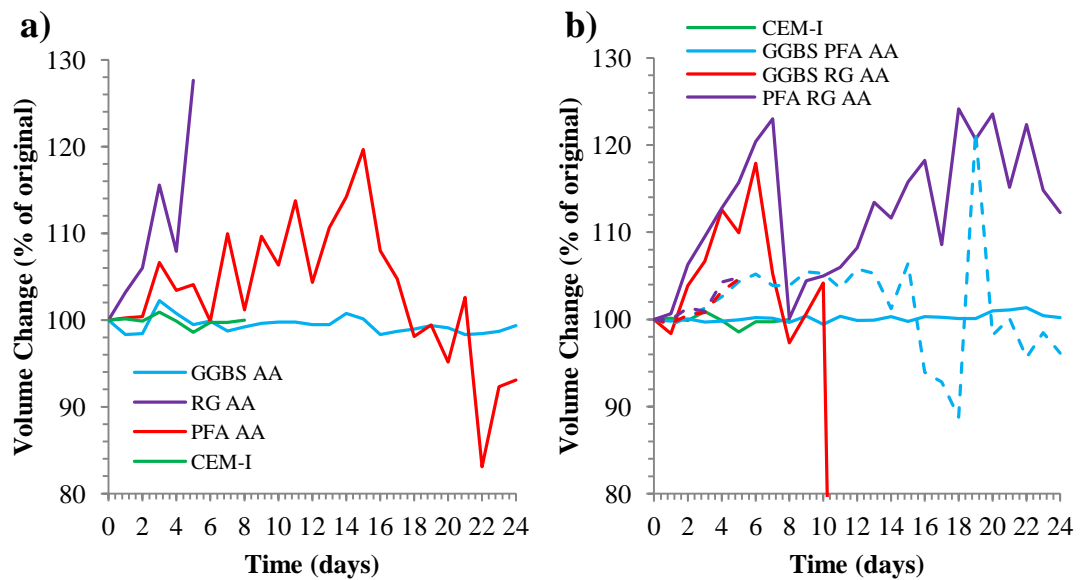 a)
130
120
110
100
90
80
Volume Change (% of original)
GGBS AA
RG AA
PFA AA
CEM-I
0 2 4 6 8 10 12 14 16 18 20 22 24
Time (days)
b)
CEM-I
GGBS PFA AA
GGBS RG AA
PFA RG AA
130
120
110
100
90
80
Volume Change (% of original)
0 2 4 6 8 10 12 14 16 18 20 22 24
Time (days)